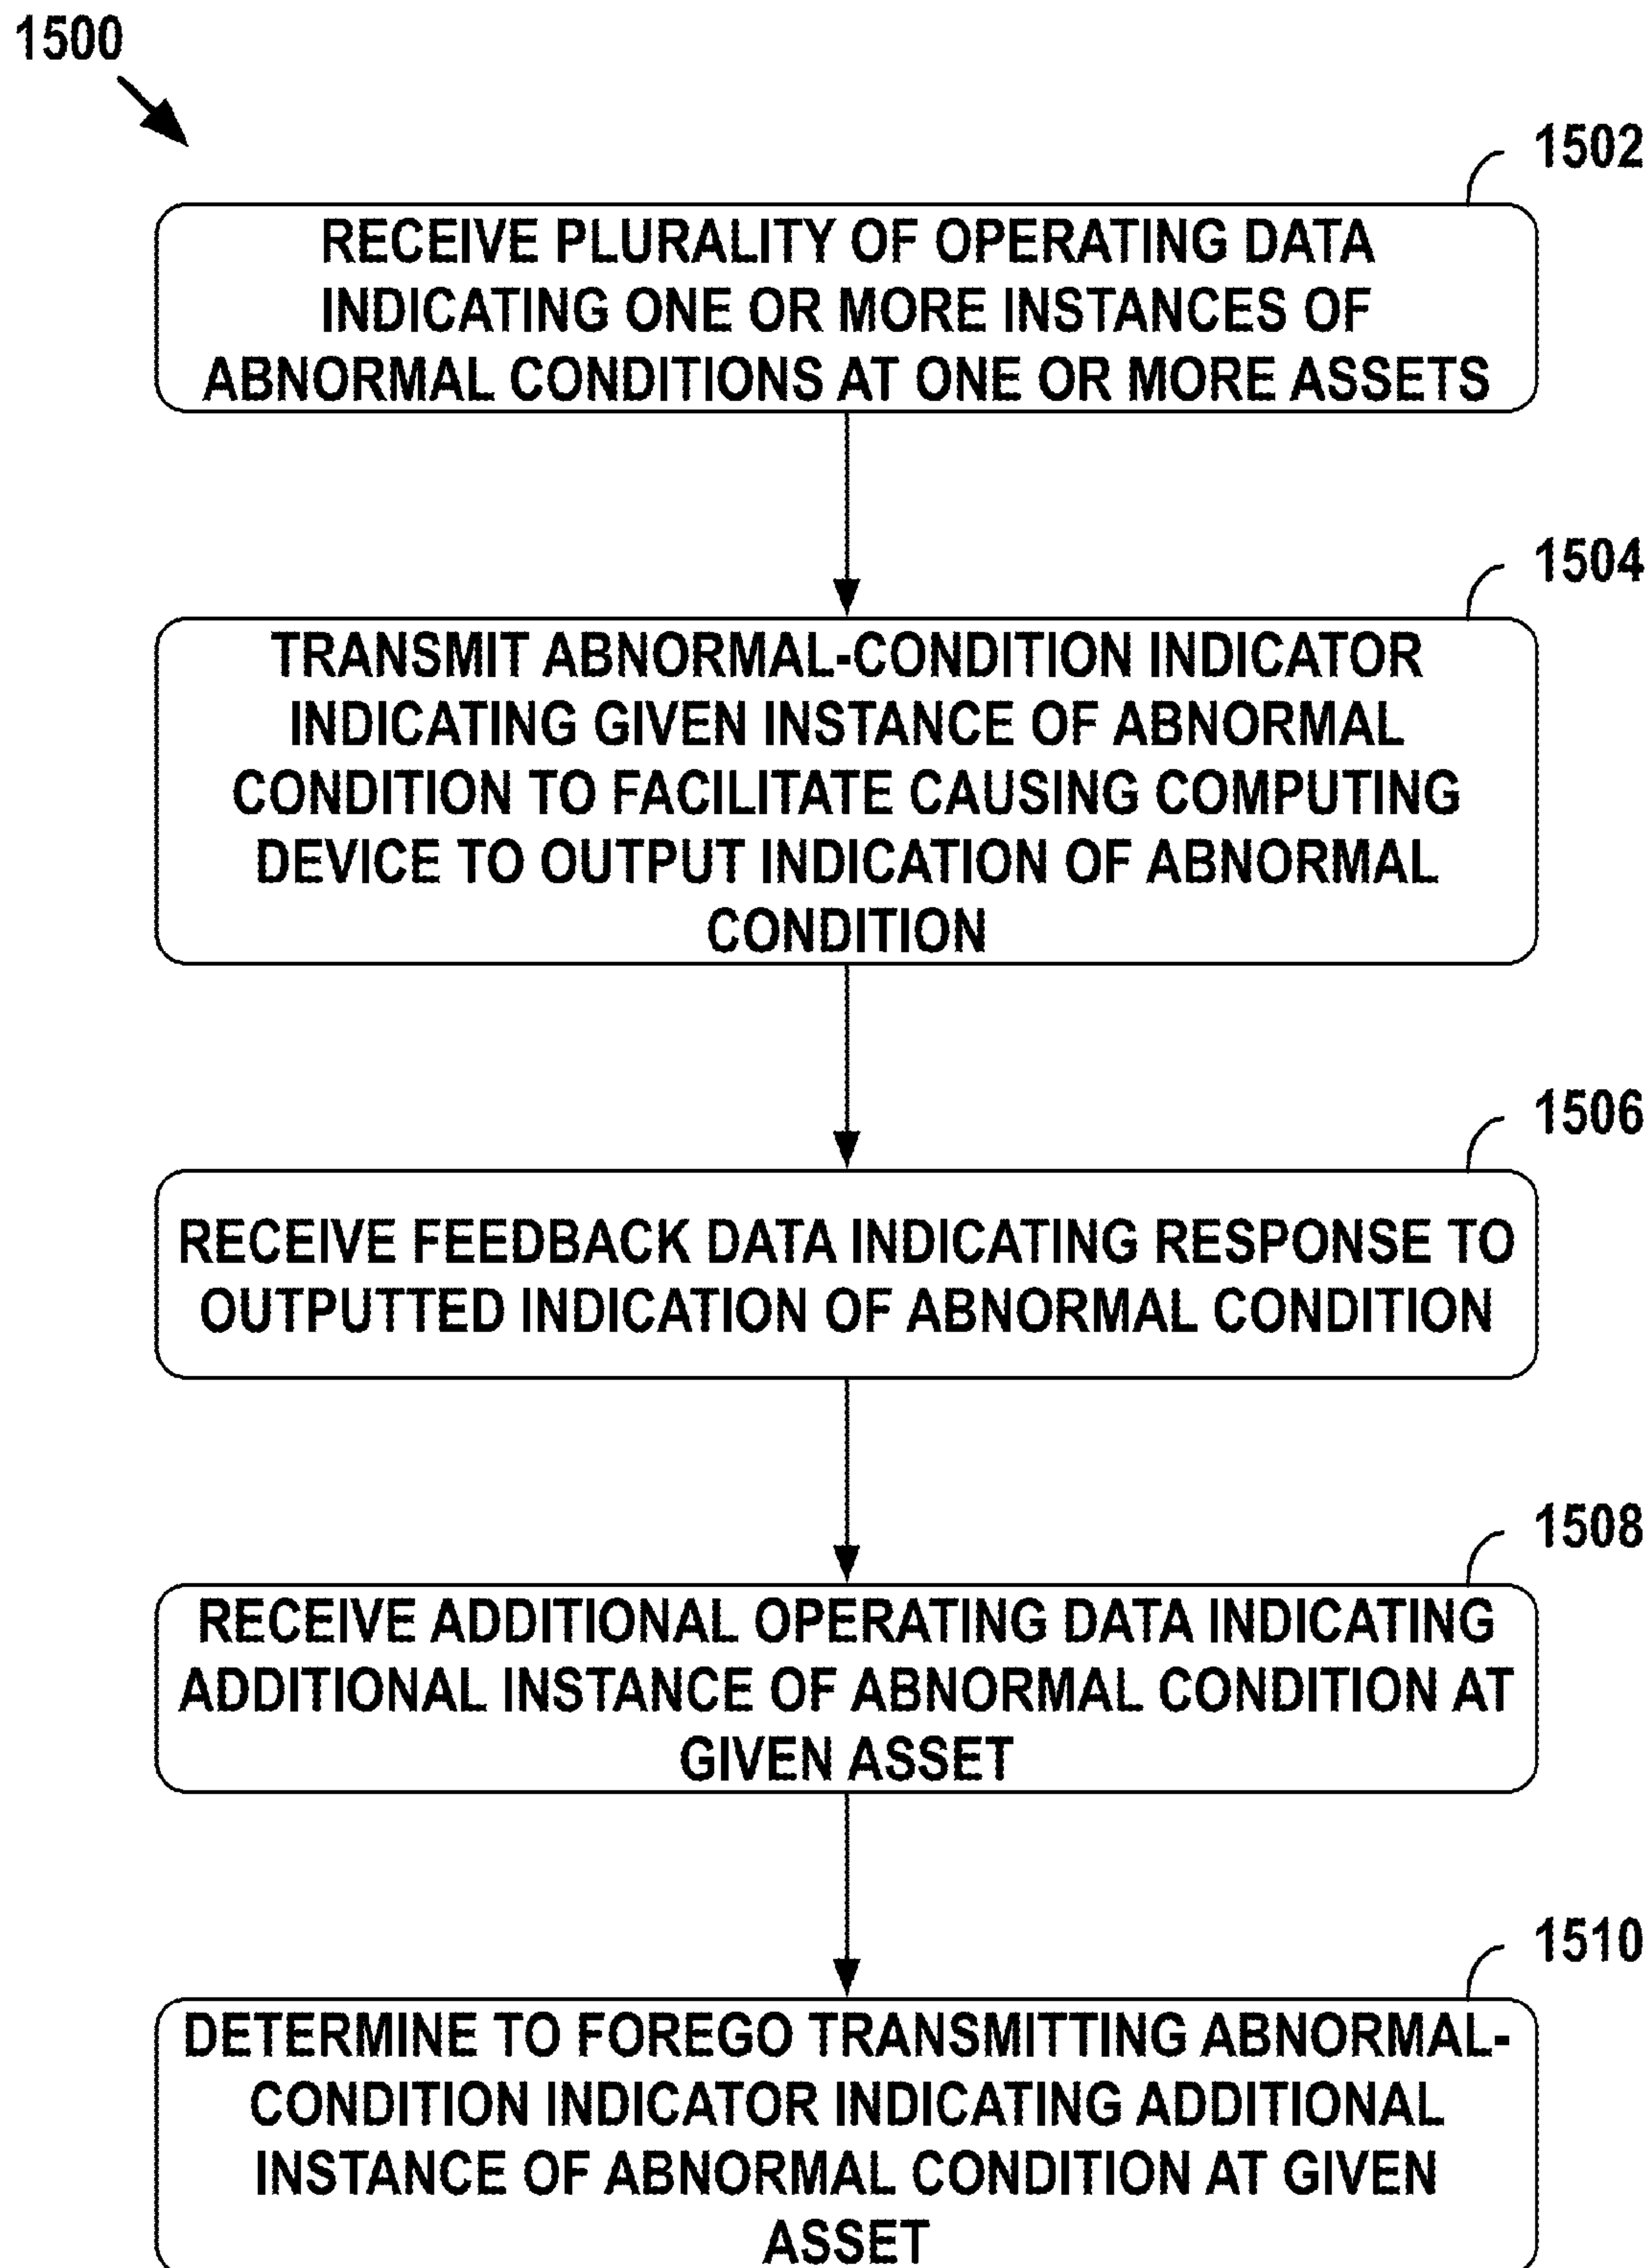 1500
1502
RECEIVE PLURALITY OF OPERATING DATA
INDICATING ONE OR MORE INSTANCES OF
ABNORMAL CONDITIONS AT ONE OR MORE ASSETS
1504
TRANSMIT ABNORMAL-CONDITION INDICATOR
INDICATING GIVEN INSTANCE OF ABNORMAL
CONDITION TO FACILITATE CAUSING COMPUTING
DEVICE TO OUTPUT INDICATION OF ABNORMAL
CONDITION
1506
RECEIVE FEEDBACK DATA INDICATING RESPONSE TO
OUTPUTTED INDICATION OF ABNORMAL CONDITION
1508
RECEIVE ADDITIONAL OPERATING DATA INDICATING
ADDITIONAL INSTANCE OF ABNORMAL CONDITION AT
GIVEN ASSET
1510
DETERMINE TO FOREGO TRANSMITTING ABNORMAL-
CONDITION INDICATOR INDICATING ADDITIONAL
INSTANCE OF ABNORMAL CONDITION AT GIVEN
ASSET